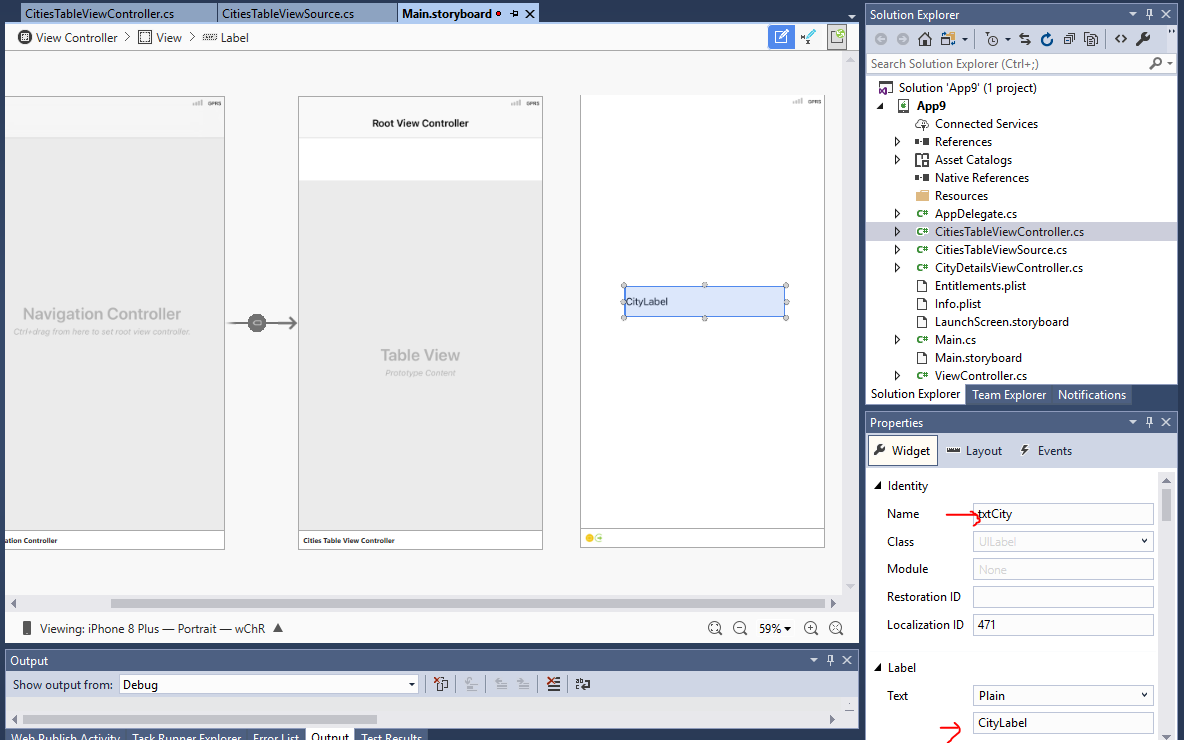 CitiesTableViewController.cs
CitiesTableViewSource.cs
Main.storyboard
View Controller > View > Label
GPRS
Navigation Controller
Ctrl+drag from here to set root view controller.
ation Controller
GPRS
Root View Controller
Table View
Prototype Content
Cities Table View Controller
GPRS
CityLabel
Viewing: iPhone 8 Plus — Portrait — wChR
59%
Output
Show output from: Debug
Web Publish Activity Task Runner Explorer Error List Output Test Results
Solution Explorer
Search Solution Explorer (Ctrl+;)
Solution 'App9' (1 project)
App9
Connected Services
References
Asset Catalogs
Native References
Resources
C# AppDelegate.cs
C# CitiesTableViewController.cs
C# CitiesTableViewSource.cs
C# CityDetailsViewController.cs
Entitlements.plist
Info.plist
LaunchScreen.storyboard
C# Main.cs
Main.storyboard
C# ViewController.cs
Solution Explorer Team Explorer Notifications
Properties
Widget Layout Events
Identity
Name txtCity
Class UILabel
Module None
Restoration ID
Localization ID 471
Label
Text Plain
CityLabel